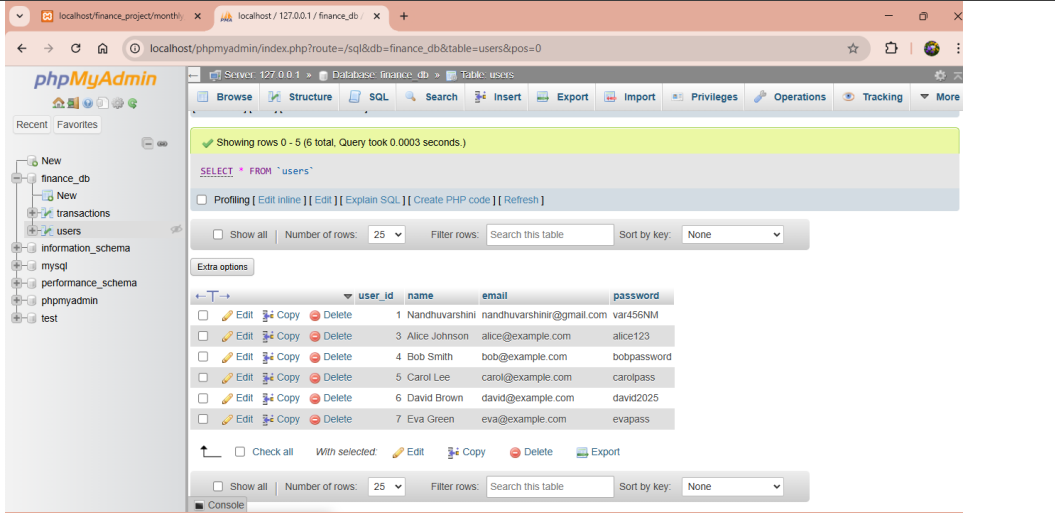 localhost/finance_project/monthly
localhost / 127.0.0.1 / finance_db /
localhost/phpmyadmin/index.php?route=/sql&db=finance_db&table=users&pos=0
phpMyAdmin
Recent Favorites
New
finance_db
New
transactions
users
information_schema
mysql
performance_schema
phpmyadmin
test
Server: 127.0.0.1 » Database: finance_db » Table: users
Browse Structure SQL Search Insert Export Import Privileges Operations Tracking More
Showing rows 0 - 5 (6 total, Query took 0.0003 seconds.)
SELECT * FROM `users`
Profiling [ Edit inline ] [ Edit ] [ Explain SQL ] [ Create PHP code ] [ Refresh ]
Show all | Number of rows: 25 Filter rows: Search this table Sort by key: None
Extra options
←T→ user_id name email password
Edit Copy Delete 1 Nandhuvarshini nandhuvarshinir@gmail.com var456NM
Edit Copy Delete 3 Alice Johnson alice@example.com alice123
Edit Copy Delete 4 Bob Smith bob@example.com bobpassword
Edit Copy Delete 5 Carol Lee carol@example.com carolpass
Edit Copy Delete 6 David Brown david@example.com david2025
Edit Copy Delete 7 Eva Green eva@example.com evapass
Check all With selected: Edit Copy Delete Export
Show all | Number of rows: 25 Filter rows: Search this table Sort by key: None
Console